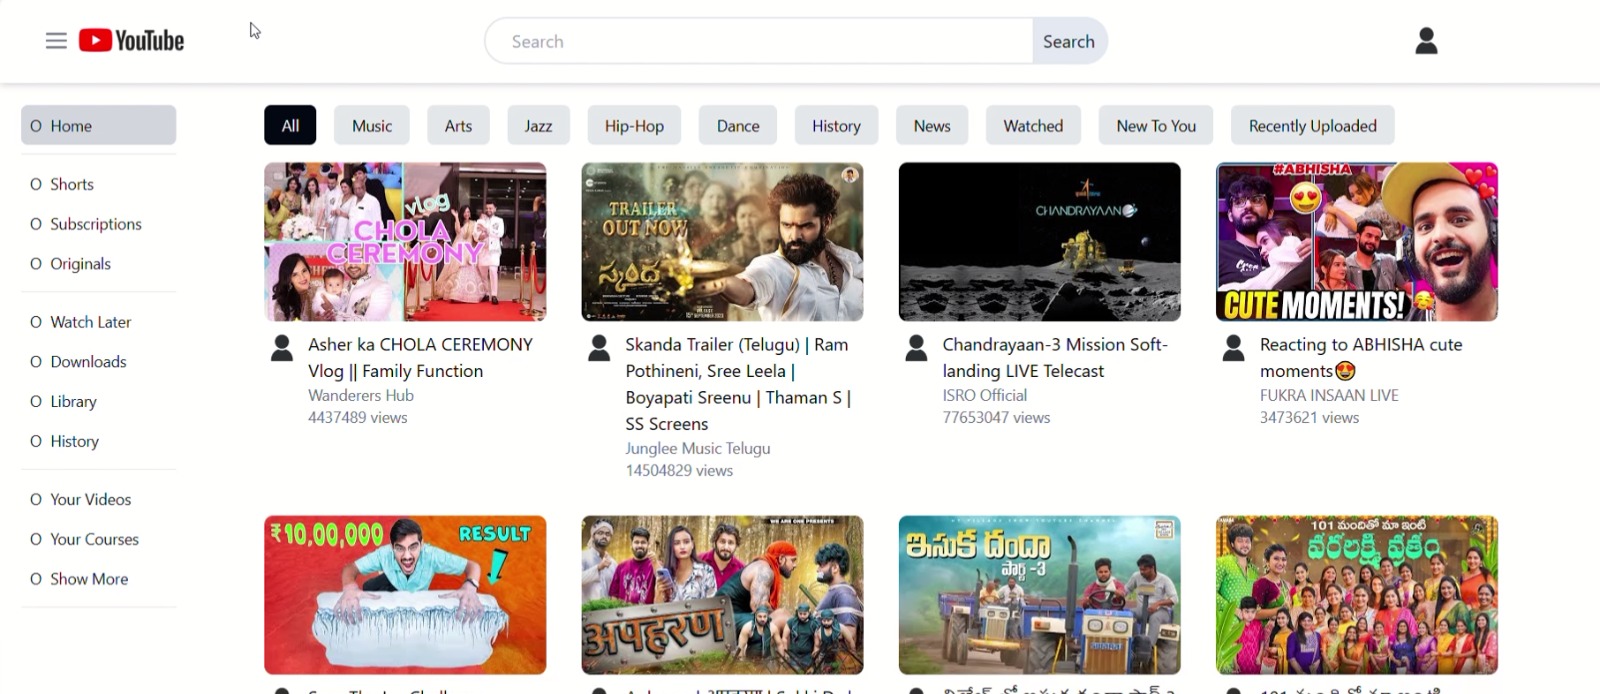 YouTube
Search
Search
Home
Shorts
Subscriptions
Originals
Watch Later
Downloads
Library
History
Your Videos
Your Courses
Show More
All
Music
Arts
Jazz
Hip-Hop
Dance
History
News
Watched
New To You
Recently Uploaded
vlog
CHOLA
CEREMONY
Asher ka CHOLA CEREMONY
Vlog || Family Function
Wanderers Hub
4437489 views
TRAILER
OUT NOW
స్కంద
Skanda Trailer (Telugu) | Ram
Pothineni, Sree Leela |
Boyapati Sreenu | Thaman S |
SS Screens
Junglee Music Telugu
14504829 views
CHANDRAYAAN
Chandrayaan-3 Mission Soft-
landing LIVE Telecast
ISRO Official
77653047 views
#ABHISHA
CUTE MOMENTS!
Reacting to ABHISHA cute
moments😍
FUKRA INSAAN LIVE
3473621 views
₹10,00,000
RESULT
WE ARE ONE PRESENTS
अपहरण
ఇసుక దందా
పార్ట్ -3
101 మందితో మా ఇంటి
వరలక్ష్మి వ్రతం